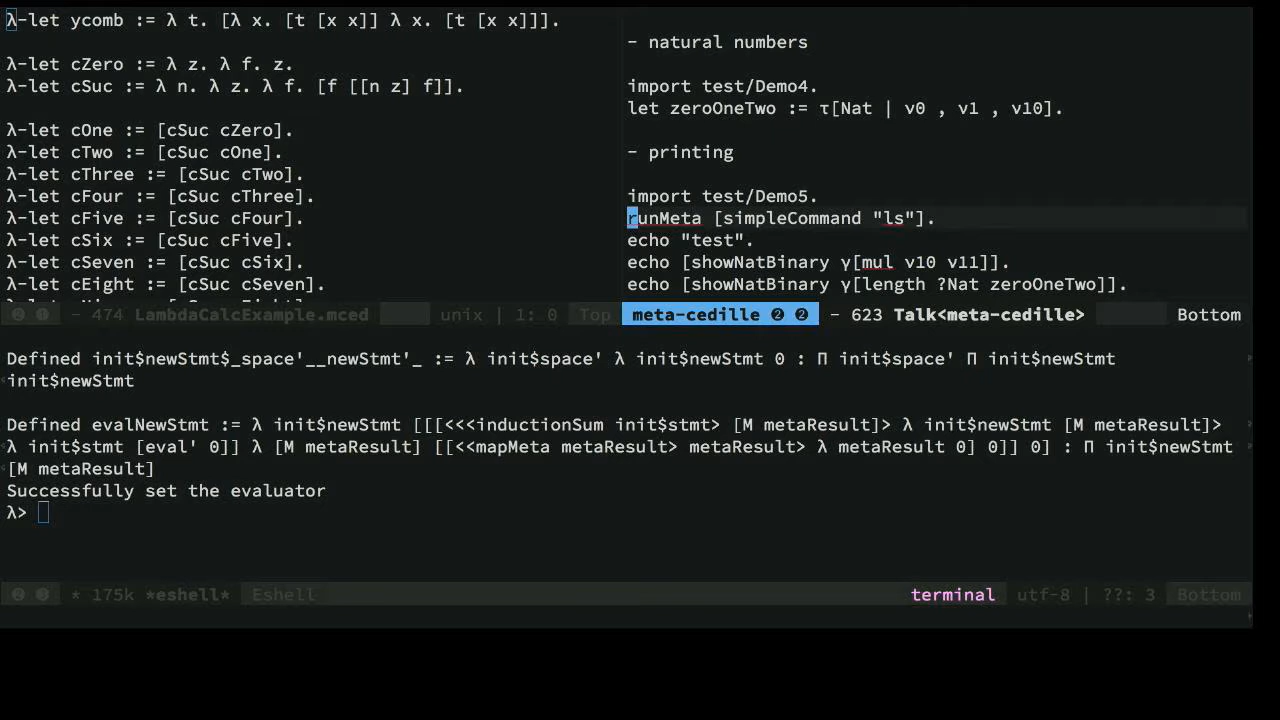 λ-let ycomb := λ t. [λ x. [t [x x]] λ x. [t [x x]]].
λ-let cZero := λ z. λ f. z.
λ-let cSuc := λ n. λ z. λ f. [f [[n z] f]].
λ-let cOne := [cSuc cZero].
λ-let cTwo := [cSuc cOne].
λ-let cThree := [cSuc cTwo].
λ-let cFour := [cSuc cThree].
λ-let cFive := [cSuc cFour].
λ-let cSix := [cSuc cFive].
λ-let cSeven := [cSuc cSix].
λ-let cEight := [cSuc cSeven].
❷ ❶ - 474 LambdaCalcExample.mced unix | 1: 0 Top
- natural numbers
import test/Demo4.
let zeroOneTwo := τ[Nat | v0 , v1 , v10].
- printing
import test/Demo5.
runMeta [simpleCommand "ls"].
echo "test".
echo [showNatBinary γ[mul v10 v11]].
echo [showNatBinary γ[length ?Nat zeroOneTwo]].
meta-cedille ❷ ❷ - 623 Talk<meta-cedille> Bottom
Defined init$newStmt$_space'__newStmt'_ := λ init$space' λ init$newStmt 0 : Π init$space' Π init$newStmt
init$newStmt
Defined evalNewStmt := λ init$newStmt [[[<<<inductionSum init$stmt> [M metaResult]> λ init$newStmt [M metaResult]>
λ init$stmt [eval' 0]] λ [M metaResult] [[<<mapMeta metaResult> metaResult> λ metaResult 0] 0]] 0] : Π init$newStmt
[M metaResult]
Successfully set the evaluator
λ>
❷ ❸ * 175k *eshell* Eshell terminal utf-8 | ??: 3 Bottom